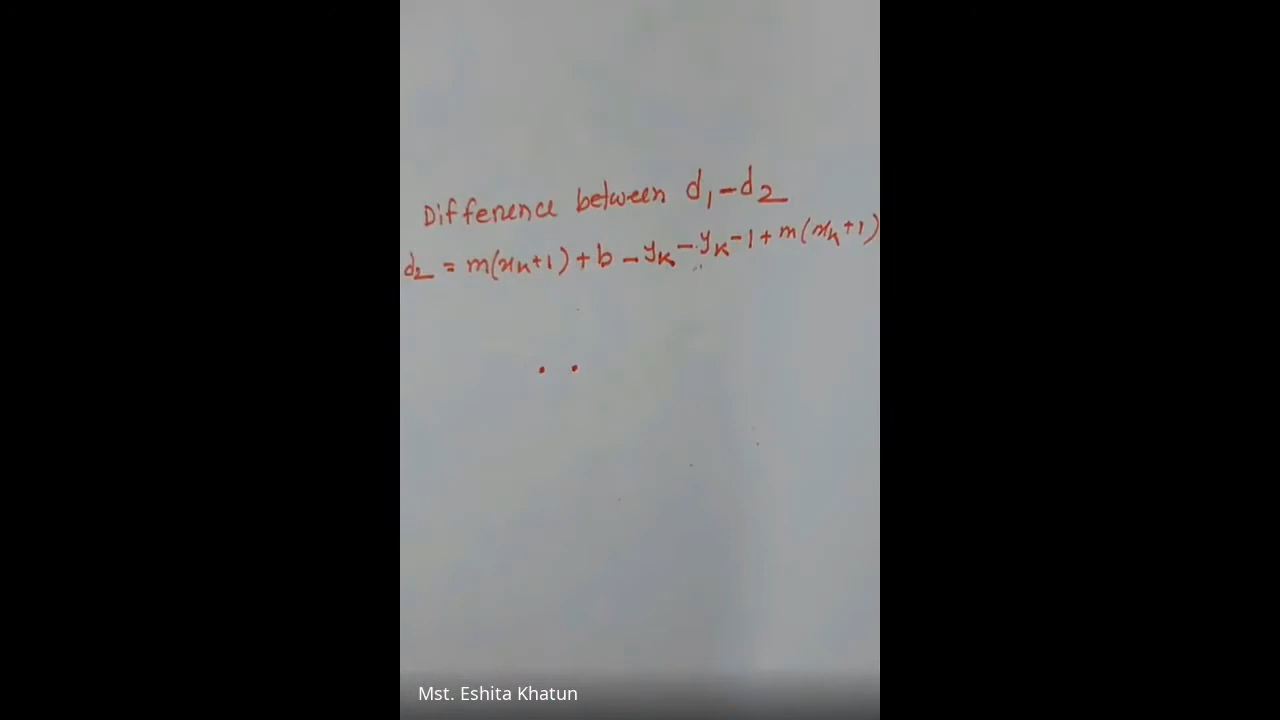 Difference between d₁-d₂
d₂ = m(xₖ+1) + b - yₖ - yₖ - 1 + m(xₖ+1)
Mst. Eshita Khatun